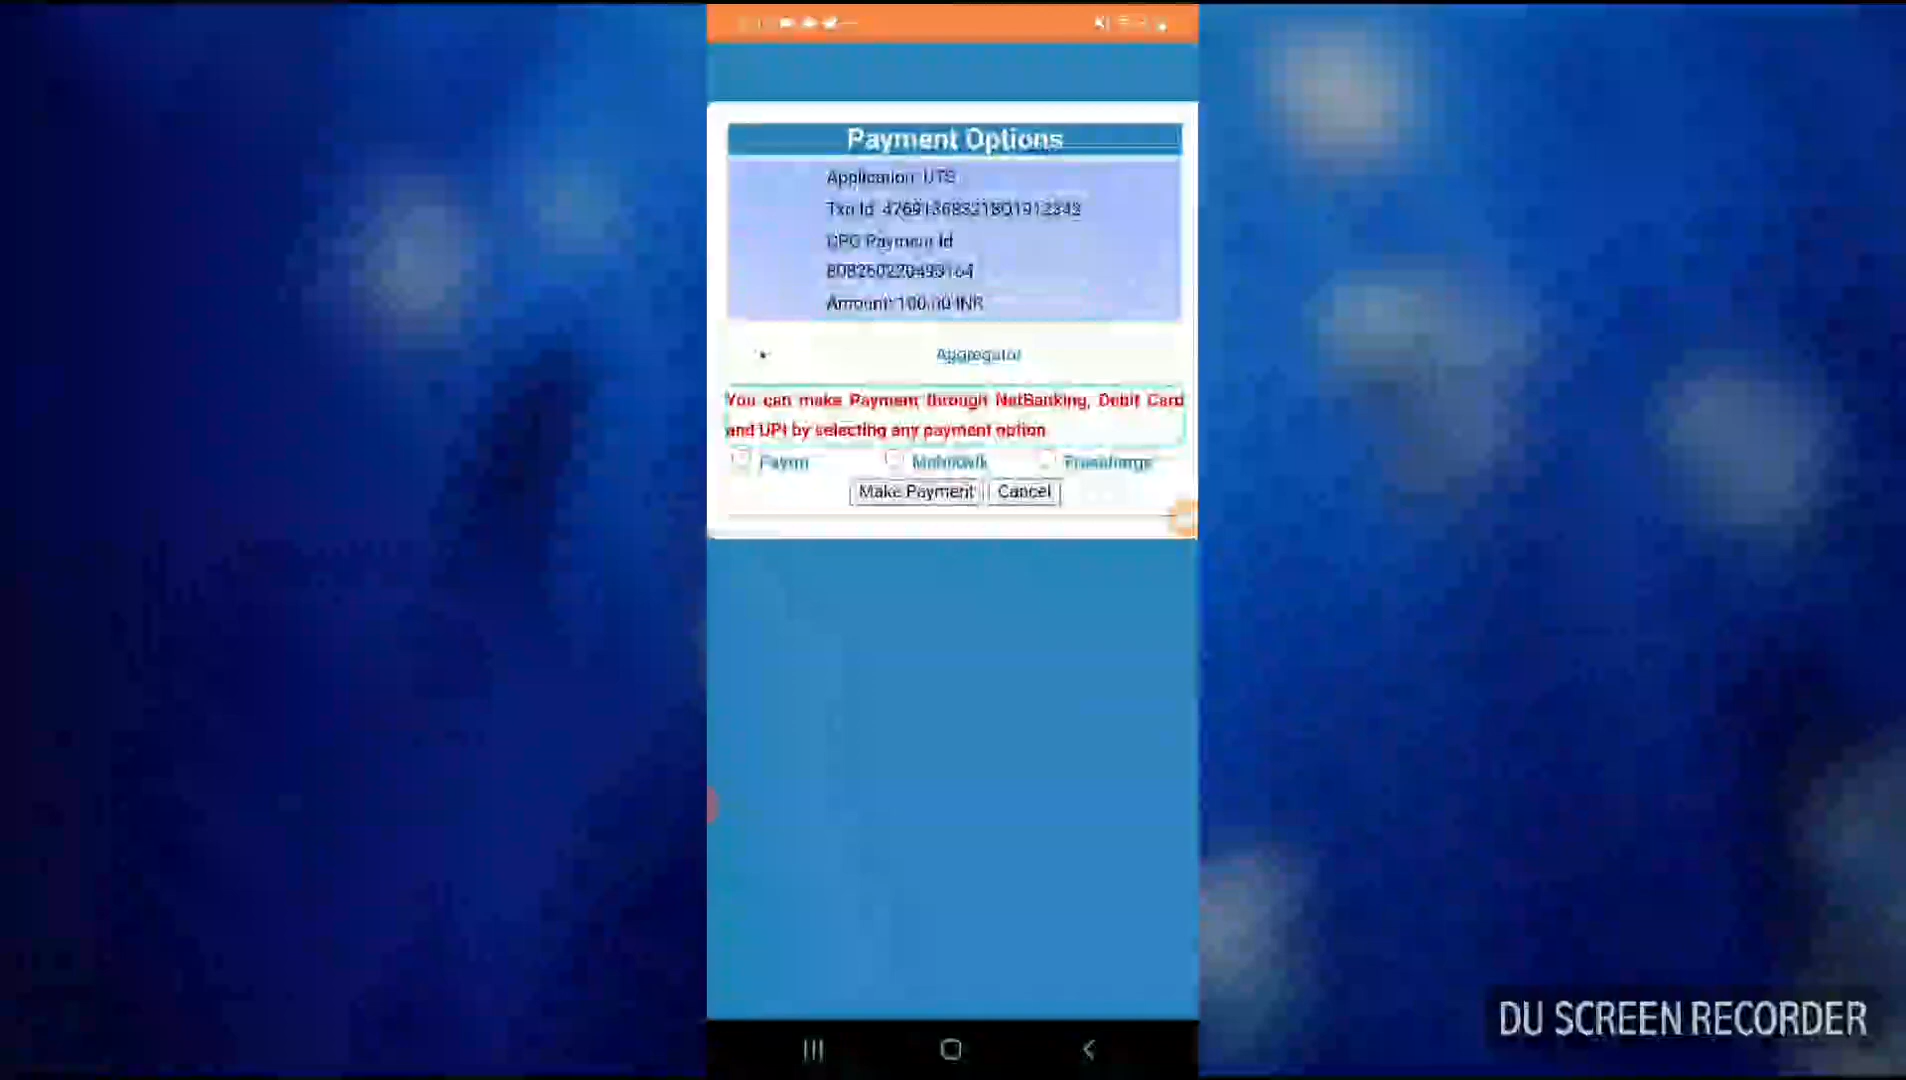 Payment Options
Application: UTS
Txn Id:
Payment Id
Amount: 100.00 INR
Aggregator
You can make Payment through NetBanking, Debit Card
and UPI by selecting any payment option
Paytm Mobikwik Freecharge
Make Payment Cancel
DU SCREEN RECORDER